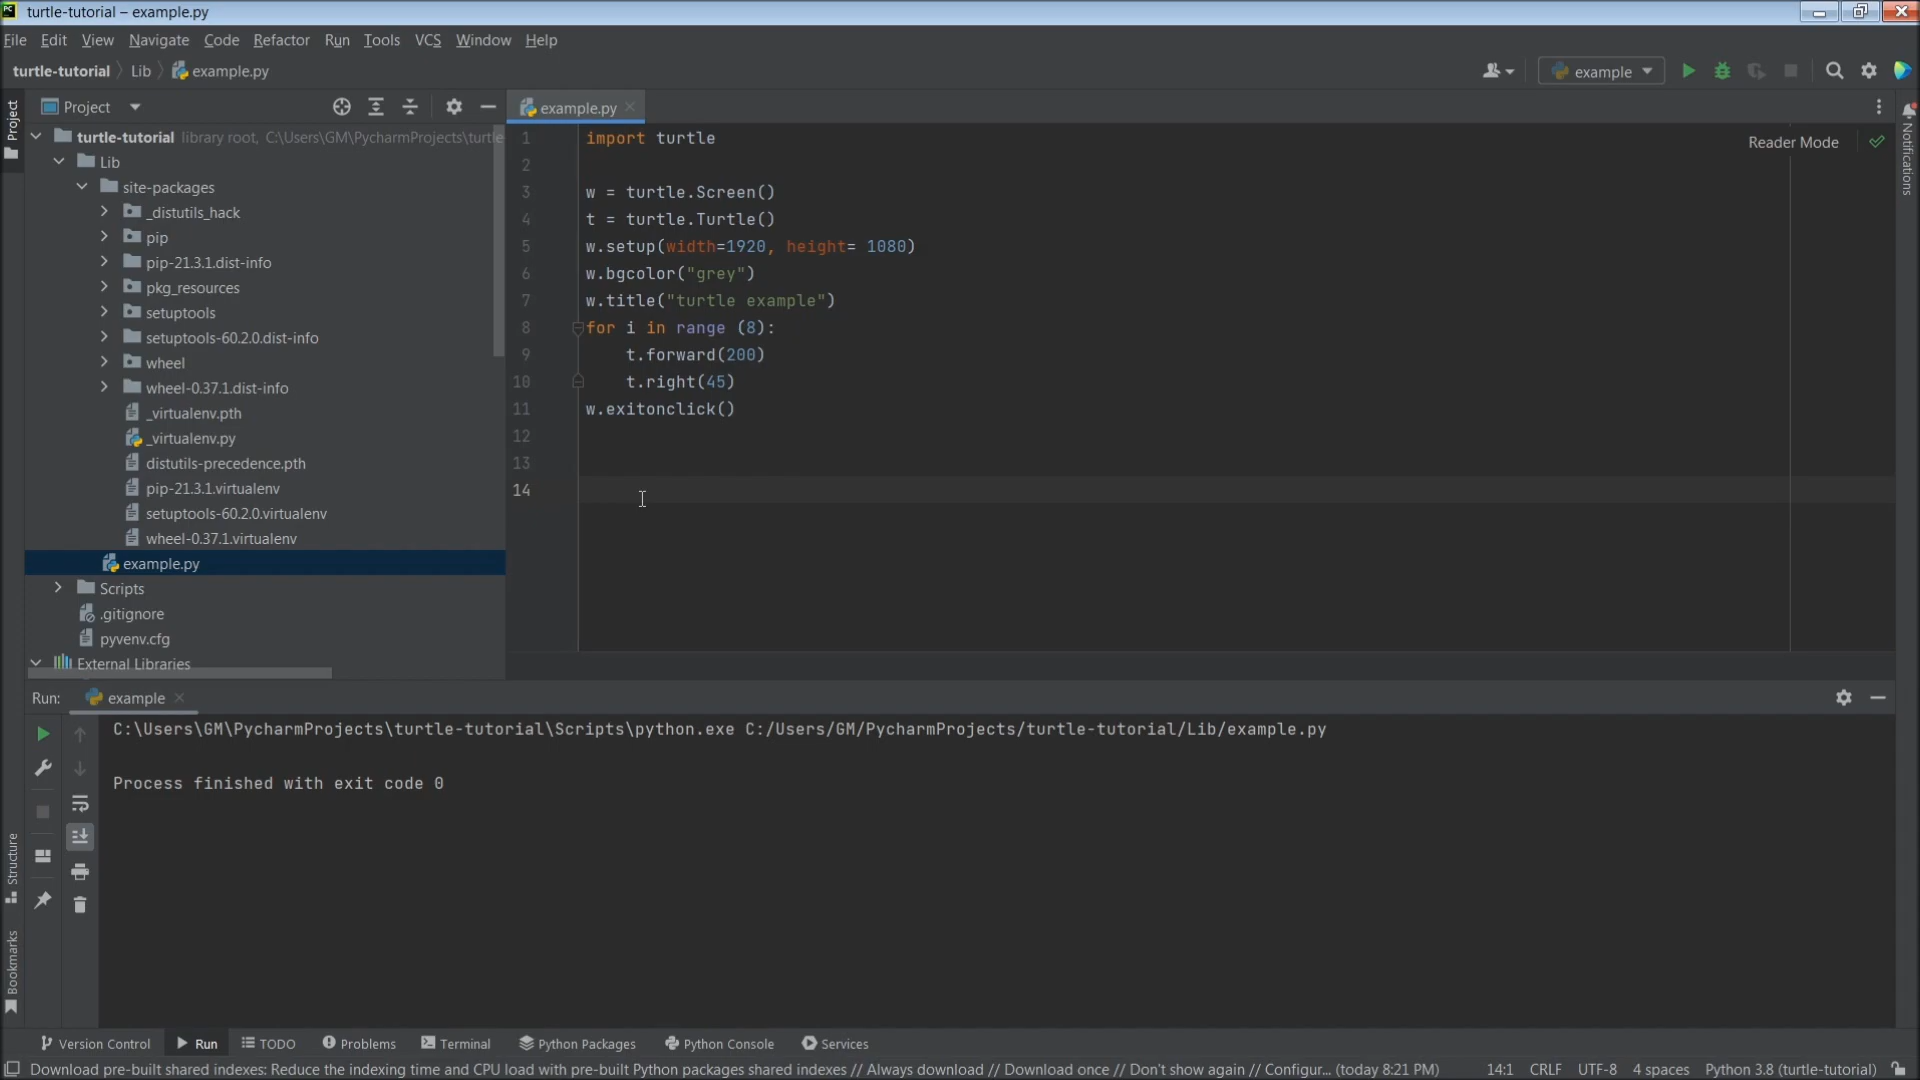 turtle-tutorial – example.py
File Edit View Navigate Code Refactor Run Tools VCS Window Help
turtle-tutorial Lib example.py example
Project
example.py
Project
turtle-tutorial library root, C:\Users\GM\PycharmProjects\turtle
Lib
site-packages
_distutils_hack
pip
pip-21.3.1.dist-info
pkg_resources
setuptools
setuptools-60.2.0.dist-info
wheel
wheel-0.37.1.dist-info
_virtualenv.pth
_virtualenv.py
distutils-precedence.pth
pip-21.3.1.virtualenv
setuptools-60.2.0.virtualenv
wheel-0.37.1.virtualenv
example.py
Scripts
.gitignore
pyvenv.cfg
External Libraries
1 import turtle
2
3 w = turtle.Screen()
4 t = turtle.Turtle()
5 w.setup(width=1920, height= 1080)
6 w.bgcolor("grey")
7 w.title("turtle example")
8 for i in range (8):
9 t.forward(200)
10 t.right(45)
11 w.exitonclick()
12
13
14
Reader Mode
Notifications
Run: example
C:\Users\GM\PycharmProjects\turtle-tutorial\Scripts\python.exe C:/Users/GM/PycharmProjects/turtle-tutorial/Lib/example.py
Process finished with exit code 0
Structure
Bookmarks
Version Control Run TODO Problems Terminal Python Packages Python Console Services
Download pre-built shared indexes: Reduce the indexing time and CPU load with pre-built Python packages shared indexes // Always download // Download once // Don't show again // Configur... (today 8:21 PM) 14:1 CRLF UTF-8 4 spaces Python 3.8 (turtle-tutorial)